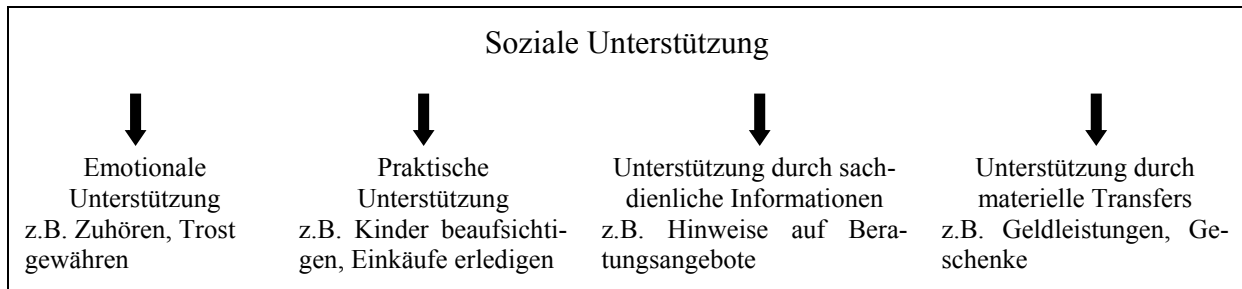 Soziale Unterstützung
Emotionale
Unterstützung
z.B. Zuhören, Trost
gewähren
Praktische
Unterstützung
z.B. Kinder beaufsichti-
gen, Einkäufe erledigen
Unterstützung durch sach-
dienliche Informationen
z.B. Hinweise auf Bera-
tungsangebote
Unterstützung durch
materielle Transfers
z.B. Geldleistungen, Ge-
schenke